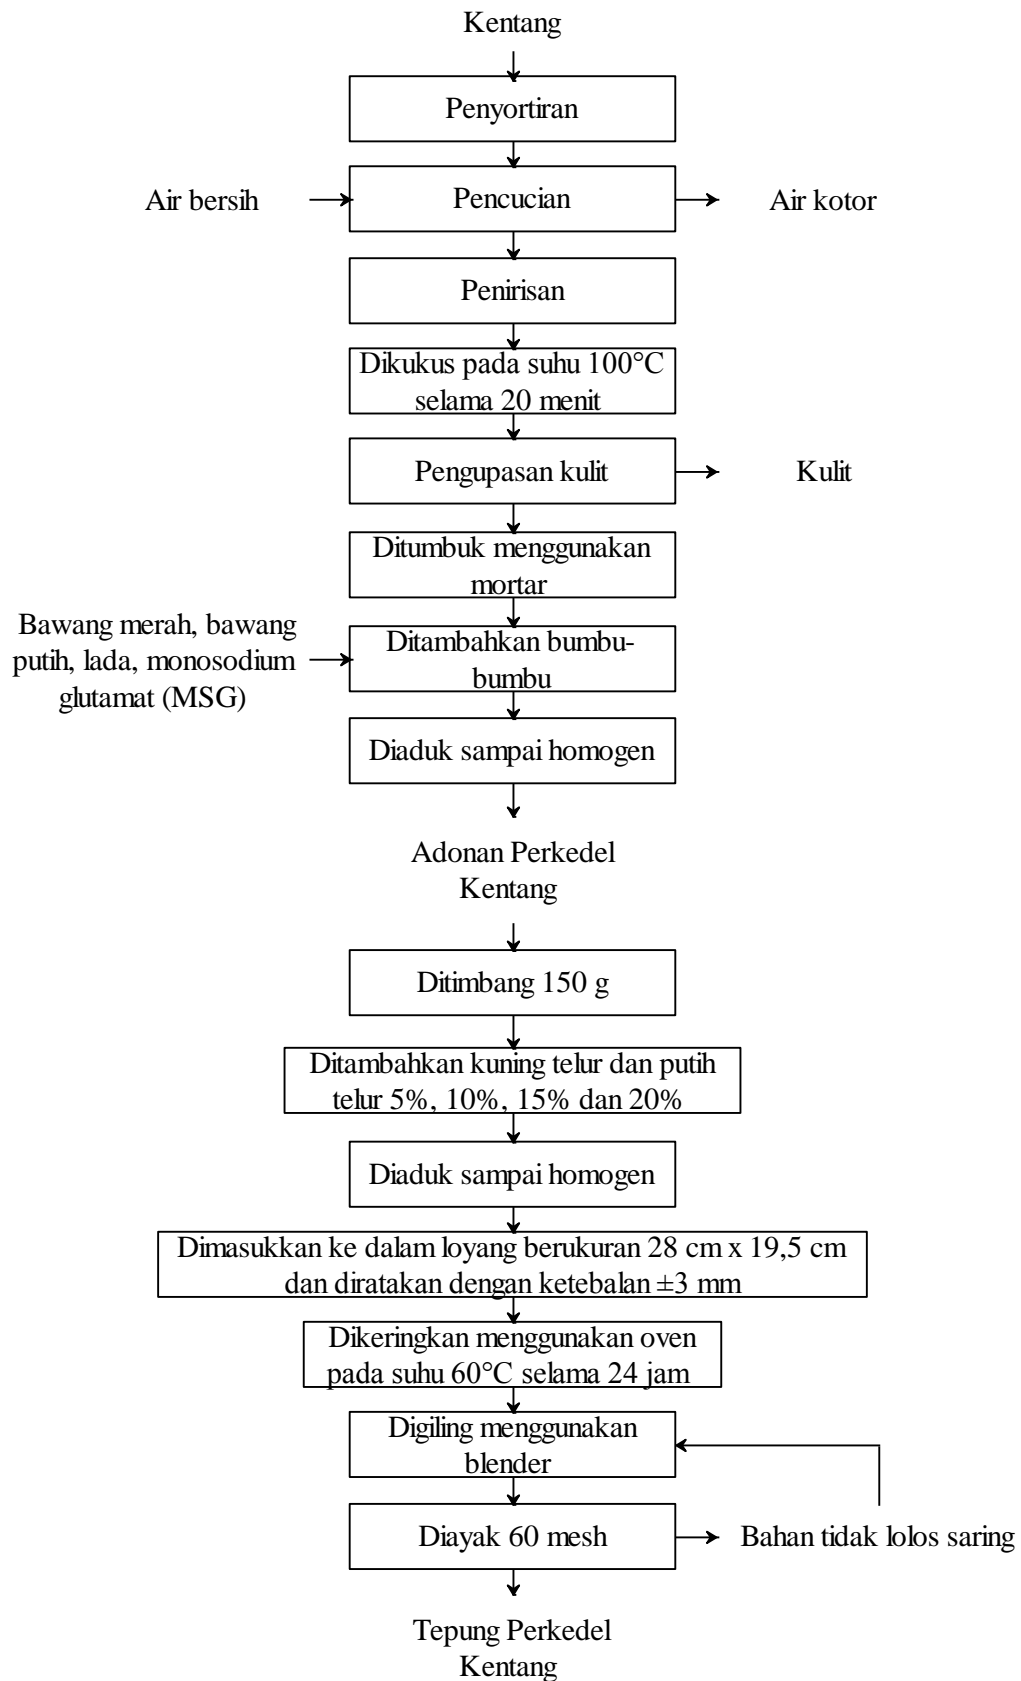 Kentang
Penyortiran
Air bersih
Pencucian
Air kotor
Penirisan
Dikukus pada suhu 100°C
selama 20 menit
Pengupasan kulit
Kulit
Ditumbuk menggunakan
mortar
Bawang merah, bawang
putih, lada, monosodium
glutamat (MSG)
Ditambahkan bumbu-
bumbu
Diaduk sampai homogen
Adonan Perkedel
Kentang
Ditimbang 150 g
Ditambahkan kuning telur dan putih
telur 5%, 10%, 15% dan 20%
Diaduk sampai homogen
Dimasukkan ke dalam loyang berukuran 28 cm x 19,5 cm
dan diratakan dengan ketebalan ±3 mm
Dikeringkan menggunakan oven
pada suhu 60°C selama 24 jam
Digiling menggunakan
blender
Diayak 60 mesh
Bahan tidak lolos saring
Tepung Perkedel
Kentang